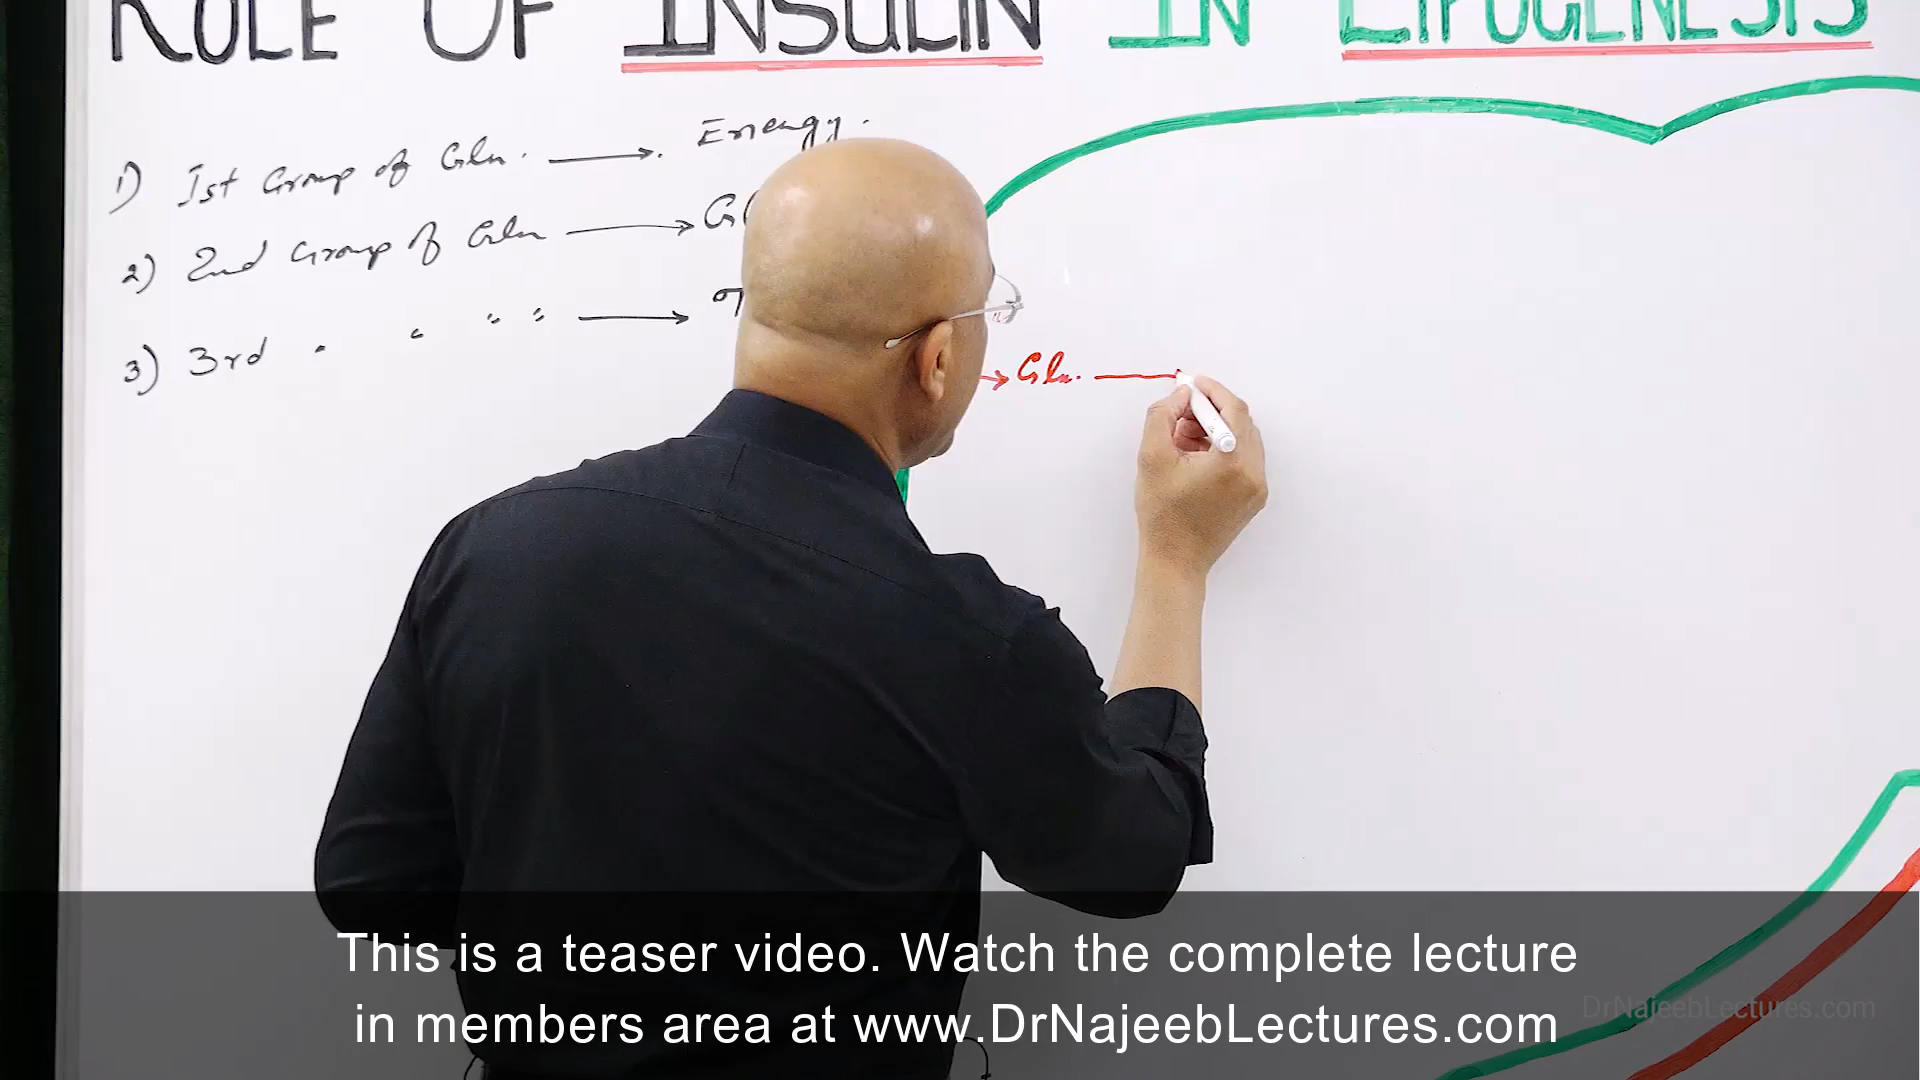 ROLE OF INSULIN IN LIPOGENESIS
1) Ist Group of Glu. → Energy.
2) 2nd Group of Glu → Gl
3) 3rd " " " " → T
→ Glu. —
This is a teaser video. Watch the complete lecture
in members area at www.DrNajeebLectures.com
DrNajeebLectures.com